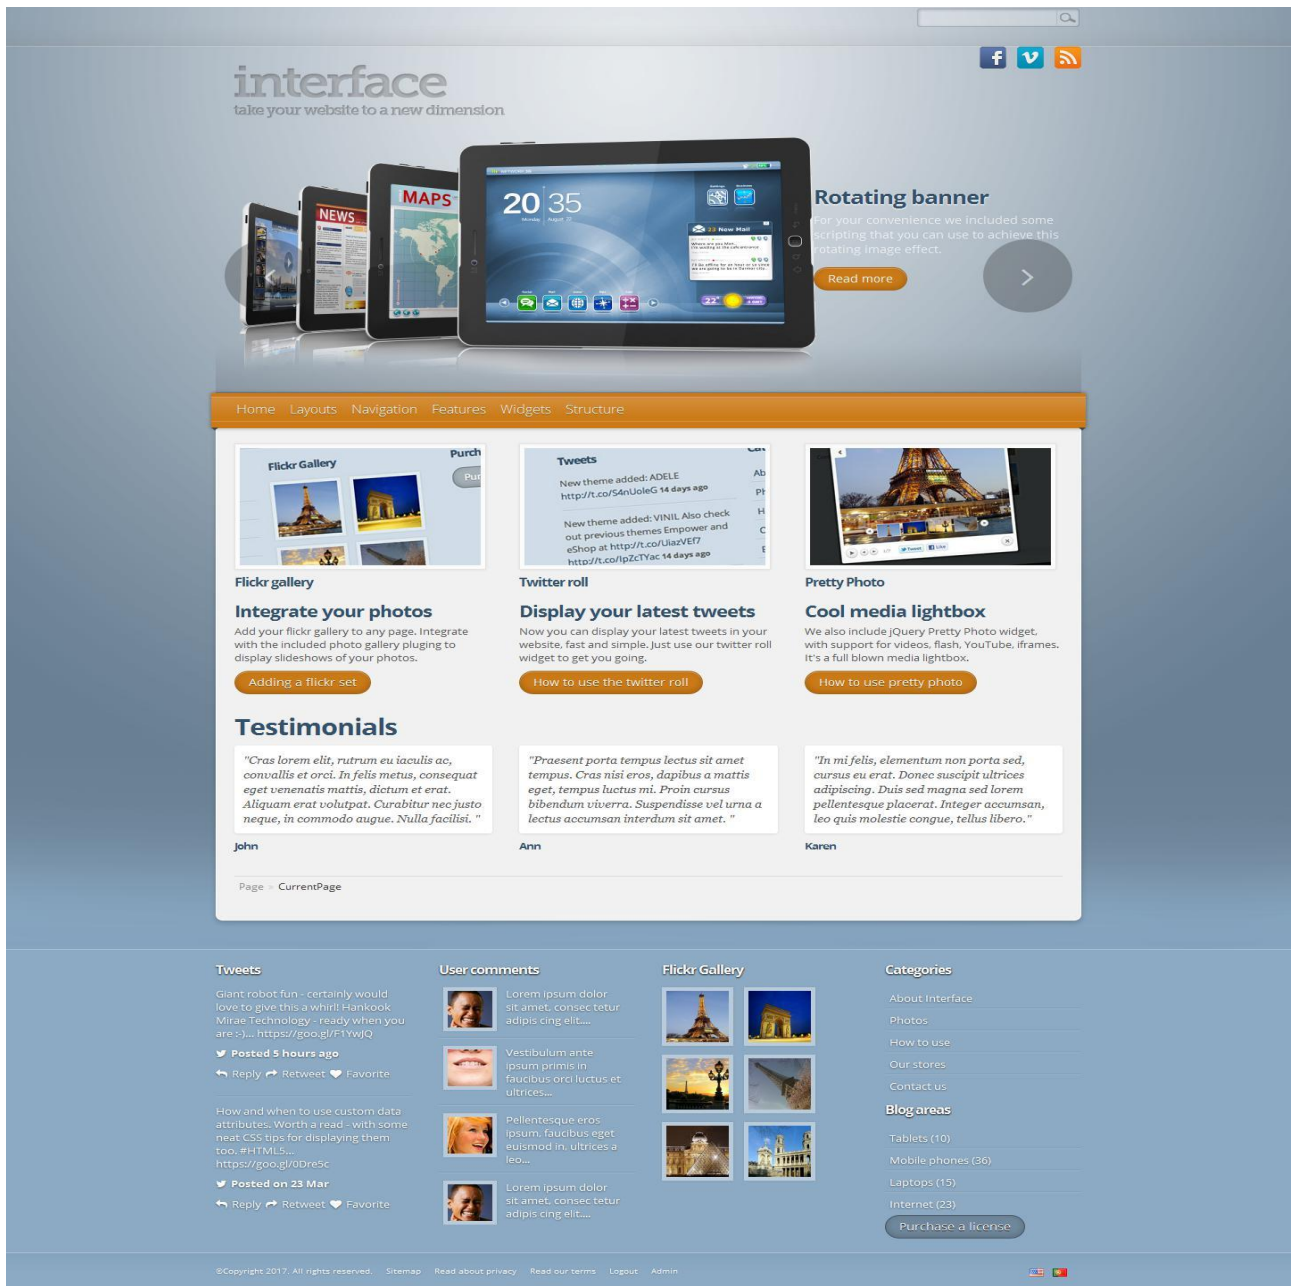 interface
take your website to a new dimension
NEWS
MAPS
20 35
Monday
August, 22
23 New Mail
22°
Rotating banner
For your convenience we included some
scripting that you can use to achieve this
rotating image effect.
Read more
Home Layouts Navigation Features Widgets Structure
Flickr Gallery
Purch
Pur
Tweets
New theme added: ADELE
http://t.co/S4nUoleG 14 days ago
New theme added: VINIL Also check
out previous themes Empower and
eShop at http://t.co/UiazVEf7
http://t.co/IpZcTYac 14 days ago
Cat
Ab
Ph
H
C
E
1/7 Tweet Like
Flickr gallery
Integrate your photos
Add your flickr gallery to any page. Integrate
with the included photo gallery pluging to
display slideshows of your photos.
Adding a flickr set
Twitter roll
Display your latest tweets
Now you can display your latest tweets in your
website, fast and simple. Just use our twitter roll
widget to get you going.
How to use the twitter roll
Pretty Photo
Cool media lightbox
We also include jQuery Pretty Photo widget,
with support for videos, flash, YouTube, iframes.
It's a full blown media lightbox.
How to use pretty photo
Testimonials
"Cras lorem elit, rutrum eu iaculis ac,
convallis et orci. In felis metus, consequat
eget venenatis mattis, dictum et erat.
Aliquam erat volutpat. Curabitur nec justo
neque, in commodo augue. Nulla facilisi. "
John
"Praesent porta tempus lectus sit amet
tempus. Cras nisi eros, dapibus a mattis
eget, tempus luctus mi. Proin cursus
bibendum viverra. Suspendisse vel urna a
lectus accumsan interdum sit amet. "
Ann
"In mi felis, elementum non porta sed,
cursus eu erat. Donec suscipit ultrices
adipiscing. Duis sed magna sed lorem
pellentesque placerat. Integer accumsan,
leo quis molestie congue, tellus libero."
Karen
Page » CurrentPage
Tweets
Giant robot fun - certainly would
love to give this a whirl! Hankook
Mirae Technology - ready when you
are :-)... https://goo.gl/F1YwJQ
Posted 5 hours ago
Reply Retweet Favorite
How and when to use custom data
attributes. Worth a read - with some
neat CSS tips for displaying them
too. #HTML5...
https://goo.gl/0Dre5c
Posted on 23 Mar
Reply Retweet Favorite
User comments
Lorem ipsum dolor
sit amet, consec tetur
adipis cing elit....
Vestibulum ante
ipsum primis in
faucibus orci luctus et
ultrices...
Pellentesque eros
ipsum, faucibus eget
euismod in, ultrices a
leo...
Lorem ipsum dolor
sit amet, consec tetur
adipis cing elit....
Flickr Gallery
Categories
About Interface
Photos
How to use
Our stores
Contact us
Blog areas
Tablets (10)
Mobile phones (36)
Laptops (15)
Internet (23)
Purchase a license
©Copyright 2017. All rights reserved. Sitemap Read about privacy Read our terms Logout Admin